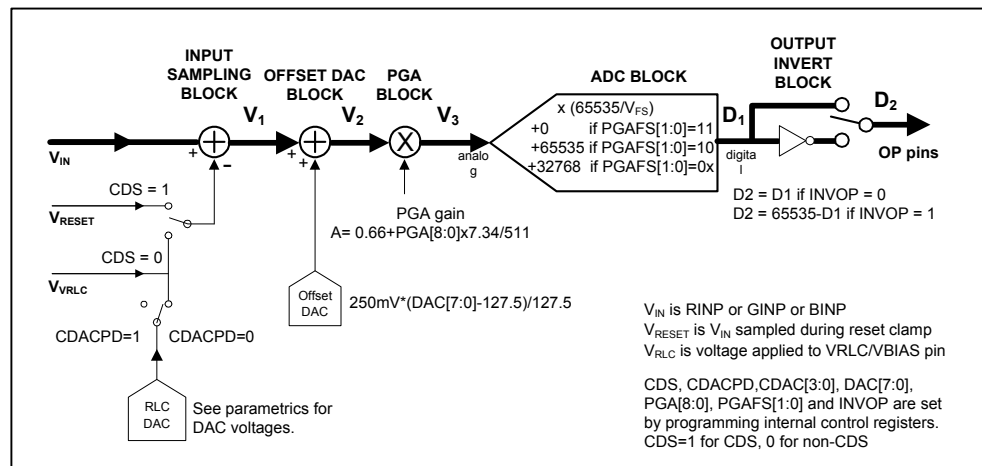 INPUT
SAMPLING
BLOCK
OFFSET DAC
BLOCK
PGA
BLOCK
ADC BLOCK
OUTPUT
INVERT
BLOCK
V1
V2
V3
x (65535/VFS)
+0 if PGAFS[1:0]=11
+65535 if PGAFS[1:0]=10
+32768 if PGAFS[1:0]=0x
D1
D2
VIN
+
-
+
+
+
+
X
analo
g
digita
l
OP pins
CDS = 1
VRESET
CDS = 0
VVRLC
CDACPD=1
CDACPD=0
RLC
DAC
See parametrics for
DAC voltages.
PGA gain
A= 0.66+PGA[8:0]x7.34/511
Offset
DAC
250mV*(DAC[7:0]-127.5)/127.5
D2 = D1 if INVOP = 0
D2 = 65535-D1 if INVOP = 1
VIN is RINP or GINP or BINP
VRESET is VIN sampled during reset clamp
VRLC is voltage applied to VRLC/VBIAS pin
CDS, CDACPD,CDAC[3:0], DAC[7:0],
PGA[8:0], PGAFS[1:0] and INVOP are set
by programming internal control registers.
CDS=1 for CDS, 0 for non-CDS